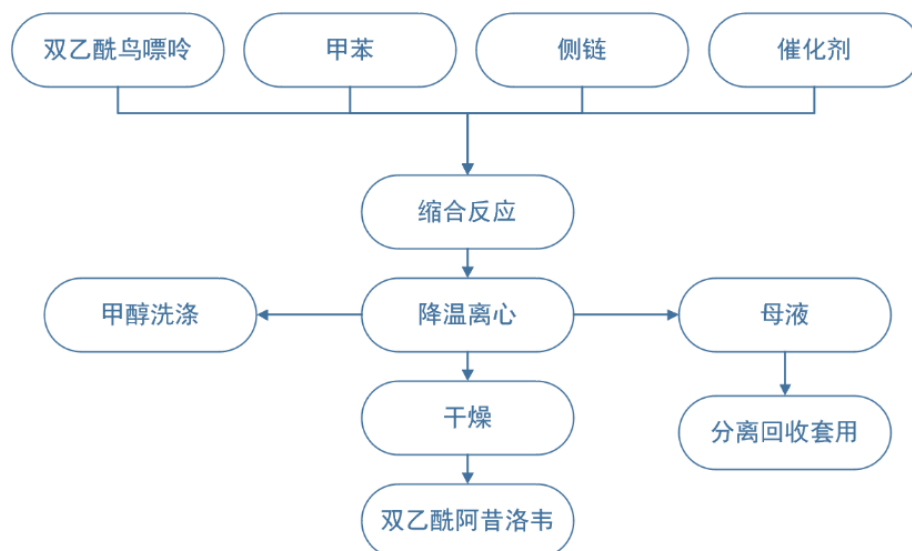 双乙酰鸟嘌呤
甲苯
侧链
催化剂
缩合反应
甲醇洗涤
降温离心
母液
干燥
分离回收套用
双乙酰阿昔洛韦